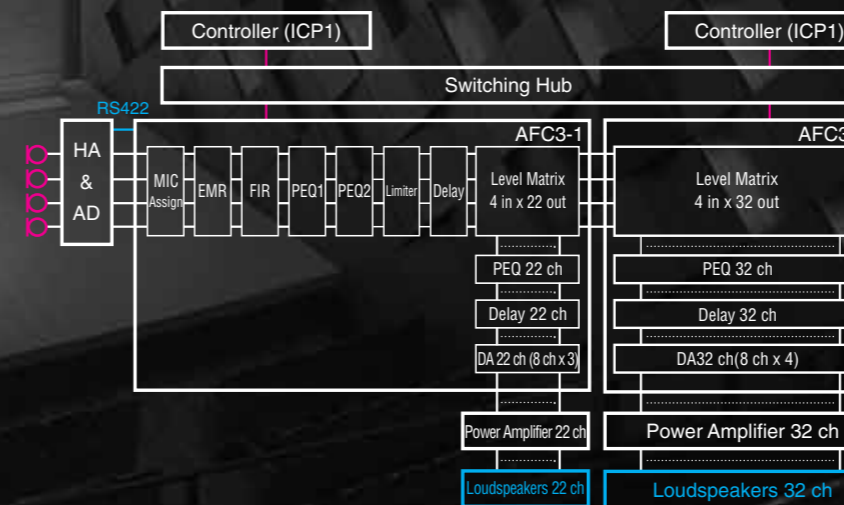 Controller (ICP1)
Controller (ICP1)
Switching Hub
RS422
AFC3-1
AFC3
HA
&
AD
MIC
Assign
EMR
FIR
PEQ1
PEQ2
Limiter
Delay
Level Matrix
4 in x 22 out
Level Matrix
4 in x 32 out
PEQ 22 ch
PEQ 32 ch
Delay 22 ch
Delay 32 ch
DA 22 ch (8 ch x 3)
DA32 ch(8 ch x 4)
Power Amplifier 22 ch
Power Amplifier 32 ch
Loudspeakers 22 ch
Loudspeakers 32 ch